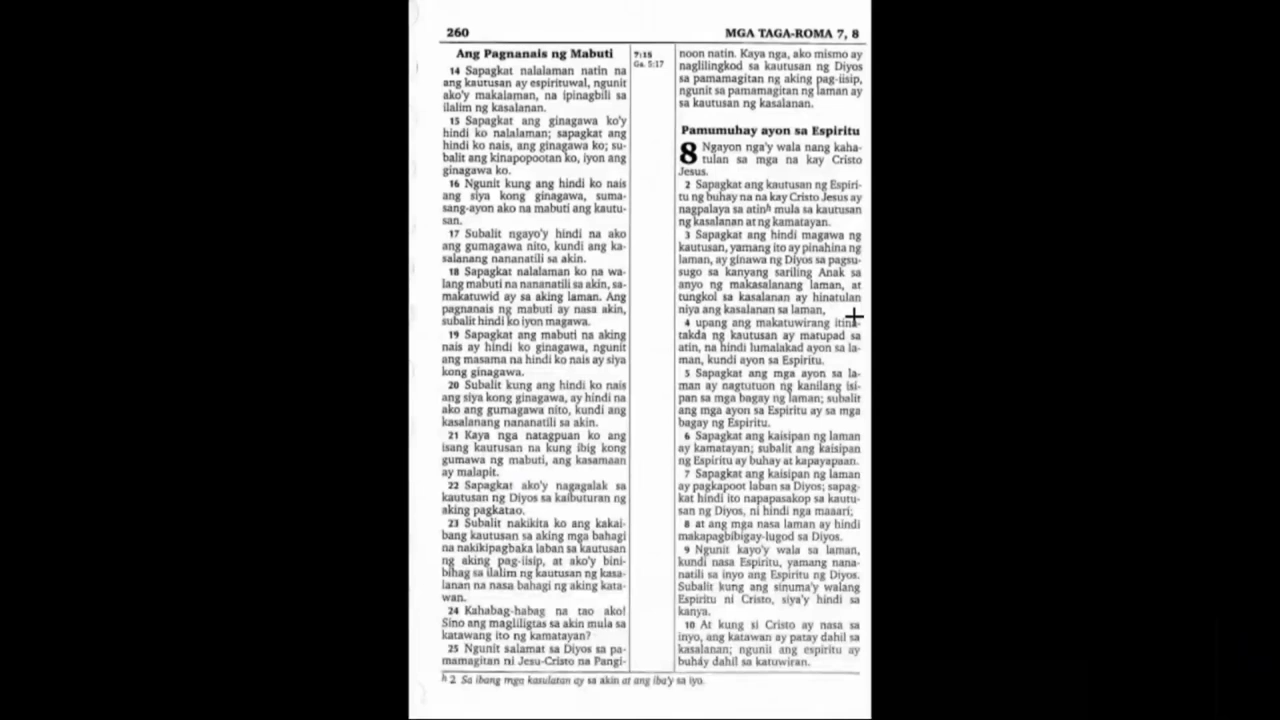 260
MGA TAGA-ROMA 7, 8
Ang Pagnanais ng Mabuti
14 Sapagkat nalalaman natin na
ang kautusan ay espirituwal, ngunit
ako'y makalaman, na ipinagbili sa
ilalim ng kasalanan.
15 Sapagkat ang ginagawa ko'y
hindi ko nalalaman; sapagkat ang
hindi ko nais, ang ginagawa ko; su-
balit ang kinapopootan ko, iyon ang
ginagawa ko.
16 Ngunit kung ang hindi ko nais
ang siya kong ginagawa, suma-
sang-ayon ako na mabuti ang kautu-
san.
17 Subalit ngayo'y hindi na ako
ang gumagawa nito, kundi ang ka-
salanang nananatili sa akin.
18 Sapagkat nalalaman ko na wa-
lang mabuti na nananatili sa akin, sa-
makatuwid ay sa aking laman. Ang
pagnanais ng mabuti ay nasa akin,
subalit hindi ko iyon magawa.
19 Sapagkat ang mabuti na aking
nais ay hindi ko ginagawa, ngunit
ang masama na hindi ko nais ay siya
kong ginagawa.
20 Subalit kung ang hindi ko nais
ang siya kong ginagawa, ay hindi na
ako ang gumagawa nito, kundi ang
kasalanang nananatili sa akin.
21 Kaya nga natagpuan ko ang
isang kautusan na kung ibig kong
gumawa ng mabuti, ang kasamaan
ay malapit.
22 Sapagkat ako'y nagagalak sa
kautusan ng Diyos sa kaibuturan ng
aking pagkatao.
23 Subalit nakikita ko ang kakai-
bang kautusan sa aking mga bahagi
na nakikipagbaka laban sa kautusan
ng aking pag-iisip, at ako'y bini-
bihag sa ilalim ng kautusan ng kasa-
lanan na nasa bahagi ng aking kata-
wan.
24 Kahabag-habag na tao ako!
Sino ang magliligtas sa akin mula sa
katawang ito ng kamatayan?
25 Ngunit salamat sa Diyos sa pa-
mamagitan ni Jesu-Cristo na Pangi-
7:15
Ga. 5:17
noon natin. Kaya nga, ako mismo ay
naglilingkod sa kautusan ng Diyos
sa pamamagitan ng aking pag-iisip,
ngunit sa pamamagitan ng laman ay
sa kautusan ng kasalanan.
Pamumuhay ayon sa Espiritu
8 Ngayon nga'y wala nang kaha-
tulan sa mga na kay Cristo
Jesus.
2 Sapagkat ang kautusan ng Espiri-
tu ng buhay na na kay Cristo Jesus ay
nagpalaya sa atinʰ mula sa kautusan
ng kasalanan at ng kamatayan.
3 Sapagkat ang hindi magawa ng
kautusan, yamang ito ay pinahina ng
laman, ay ginawa ng Diyos sa pagsu-
sugo sa kanyang sariling Anak sa
anyo ng makasalanang laman, at
tungkol sa kasalanan ay hinatulan
niya ang kasalanan sa laman,
4 upang ang makatuwirang itina-
takda ng kautusan ay matupad sa
atin, na hindi lumalakad ayon sa la-
man, kundi ayon sa Espiritu.
5 Sapagkat ang mga ayon sa la-
man ay nagtutuon ng kanilang isi-
pan sa mga bagay ng laman; subalit
ang mga ayon sa Espiritu ay sa mga
bagay ng Espiritu.
6 Sapagkat ang kaisipan ng laman
ay kamatayan; subalit ang kaisipan
ng Espiritu ay buhay at kapayapaan.
7 Sapagkat ang kaisipan ng laman
ay pagkapoot laban sa Diyos; sapag-
kat hindi ito napapasakop sa kautu-
san ng Diyos, ni hindi nga maaari;
8 at ang mga nasa laman ay hindi
makapagbibigay-lugod sa Diyos.
9 Ngunit kayo'y wala sa laman,
kundi nasa Espiritu, yamang nana-
natili sa inyo ang Espiritu ng Diyos.
Subalit kung ang sinuma'y walang
Espiritu ni Cristo, siya'y hindi sa
kanya.
10 At kung si Cristo ay nasa sa
inyo, ang katawan ay patay dahil sa
kasalanan; ngunit ang espiritu ay
buháy dahil sa katuwiran.
ʰ 2 Sa ibang mga kasulatan ay sa akin at ang iba'y sa iyo.